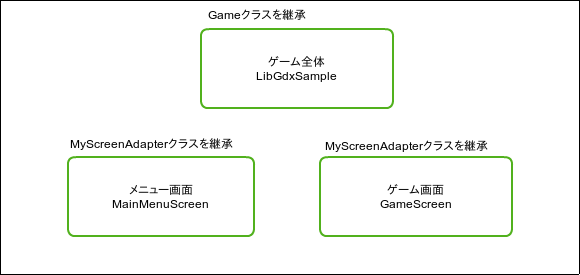 Gameクラスを継承
ゲーム全体
LibGdxSample
MyScreenAdapterクラスを継承
メニュー画面
MainMenuScreen
MyScreenAdapterクラスを継承
ゲーム画面
GameScreen